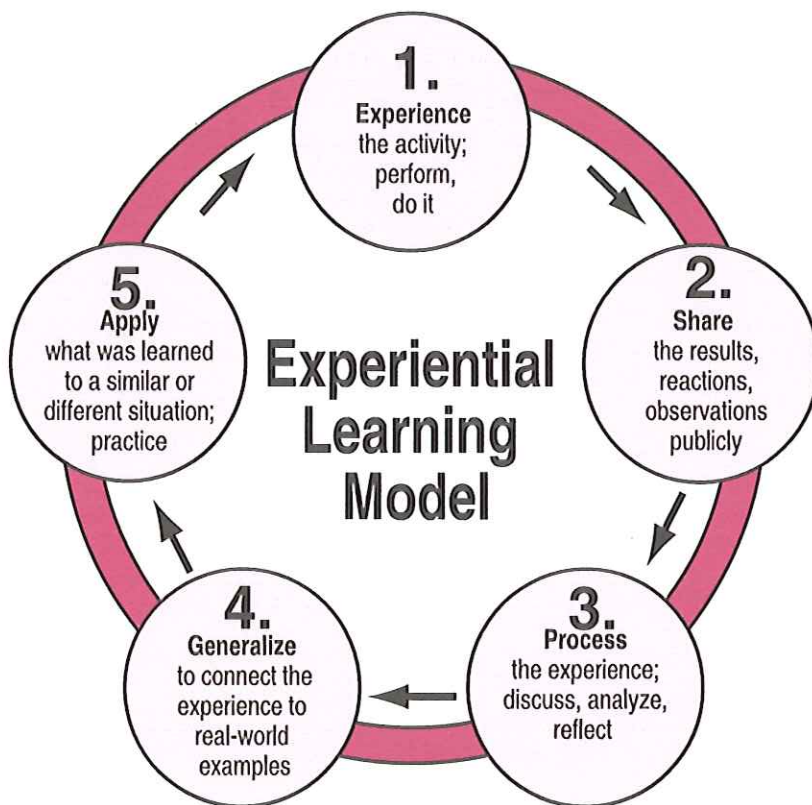 1.
Experience
the activity;
perform,
do it
2.
Share
the results,
reactions,
observations
publicly
3.
Process
the experience;
discuss, analyze,
reflect
4.
Generalize
to connect the
experience to
real-world
examples
5.
Apply
what was learned
to a similar or
different situation;
practice
Experiential
Learning
Model